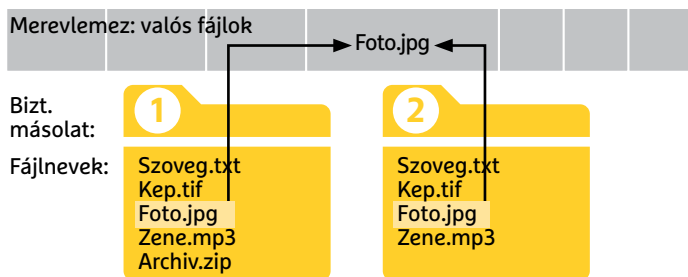 Merevlemez: valós fájlok
Foto.jpg
Bizt.
másolat:
1
2
Fájlnevek:
Szoveg.txt
Kep.tif
Foto.jpg
Zene.mp3
Archiv.zip
Szoveg.txt
Kep.tif
Foto.jpg
Zene.mp3